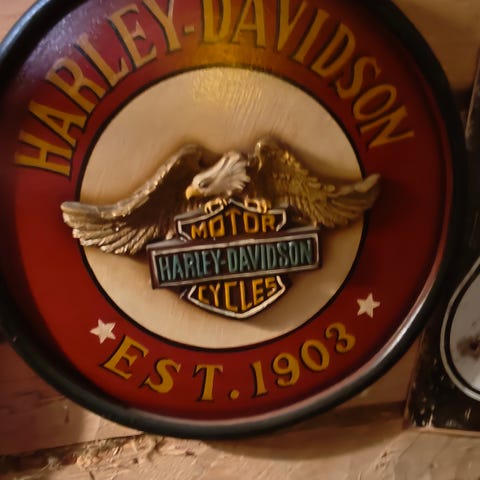 HARLEY-DAVIDSON
MOTOR
HARLEY-DAVIDSON
CYCLES
EST. 1903